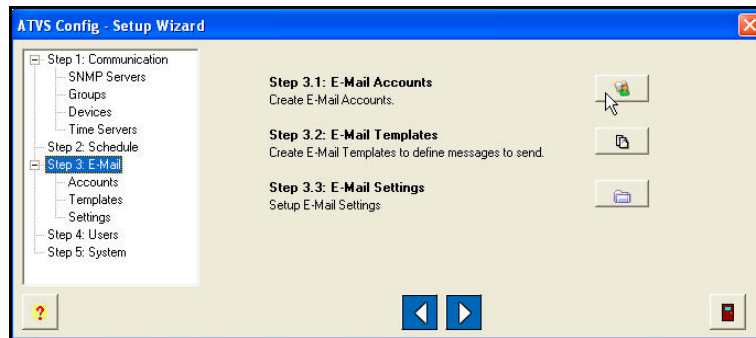 ATVS Config - Setup Wizard
Step 1: Communication
SNMP Servers
Groups
Devices
Time Servers
Step 2: Schedule
Step 3: E-Mail
Accounts
Templates
Settings
Step 4: Users
Step 5: System
Step 3.1: E-Mail Accounts
Create E-Mail Accounts.
Step 3.2: E-Mail Templates
Create E-Mail Templates to define messages to send.
Step 3.3: E-Mail Settings
Setup E-Mail Settings
?